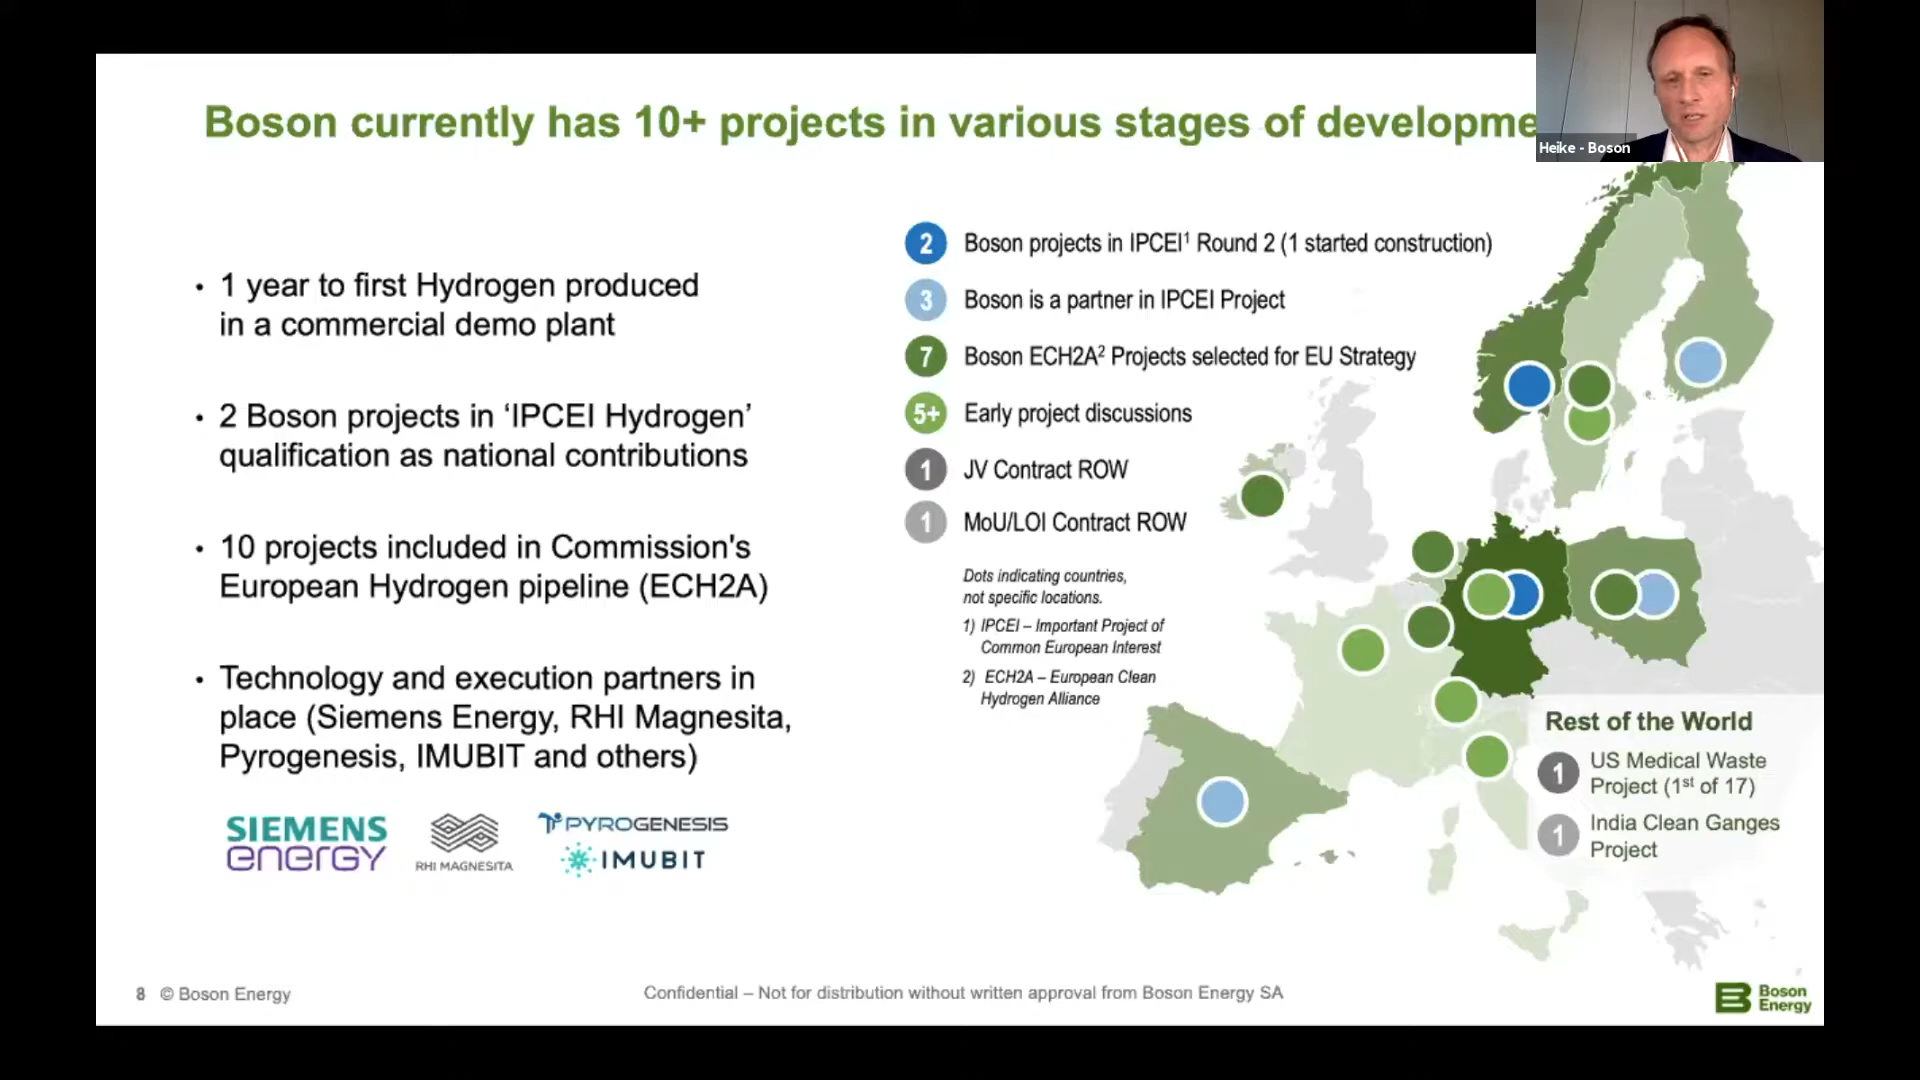 Boson currently has 10+ projects in various stages of developme
Heike - Boson
• 1 year to first Hydrogen produced
in a commercial demo plant
• 2 Boson projects in ‘IPCEI Hydrogen’
qualification as national contributions
• 10 projects included in Commission's
European Hydrogen pipeline (ECH2A)
• Technology and execution partners in
place (Siemens Energy, RHI Magnesita,
Pyrogenesis, IMUBIT and others)
SIEMENS
energy
RHI MAGNESITA
PYROGENESIS
IMUBIT
2 Boson projects in IPCEI¹ Round 2 (1 started construction)
3 Boson is a partner in IPCEI Project
7 Boson ECH2A² Projects selected for EU Strategy
5+ Early project discussions
1 JV Contract ROW
1 MoU/LOI Contract ROW
Dots indicating countries,
not specific locations.
1) IPCEI – Important Project of
Common European Interest
2) ECH2A – European Clean
Hydrogen Alliance
Rest of the World
1 US Medical Waste
Project (1st of 17)
1 India Clean Ganges
Project
8 © Boson Energy
Confidential – Not for distribution without written approval from Boson Energy SA
Boson
Energy